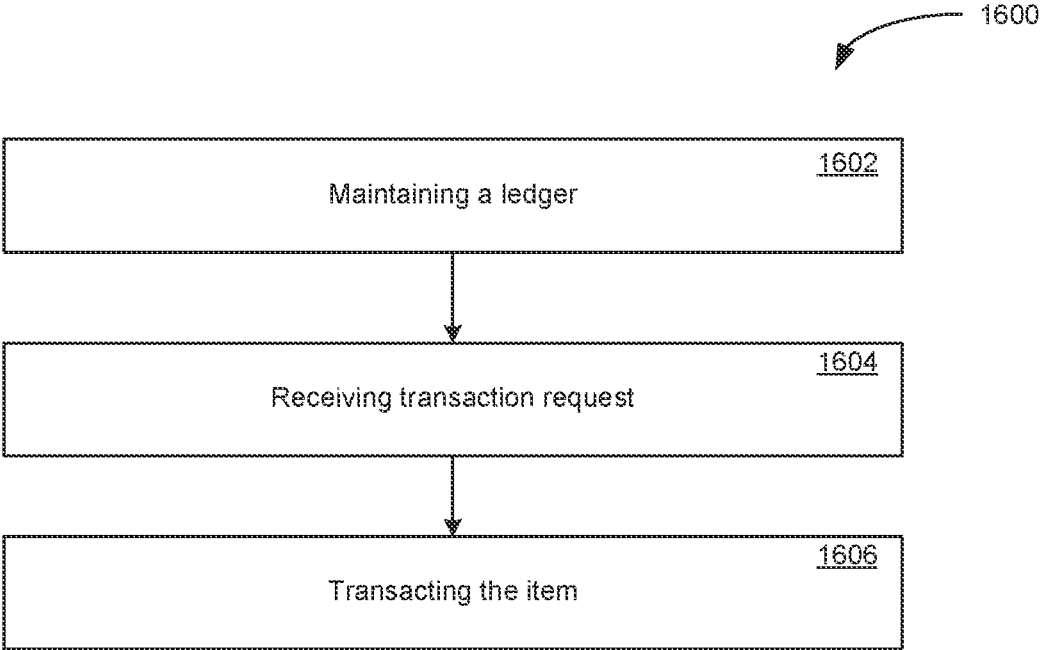 1600
1602
Maintaining a ledger
1604
Receiving transaction request
1606
Transacting the item